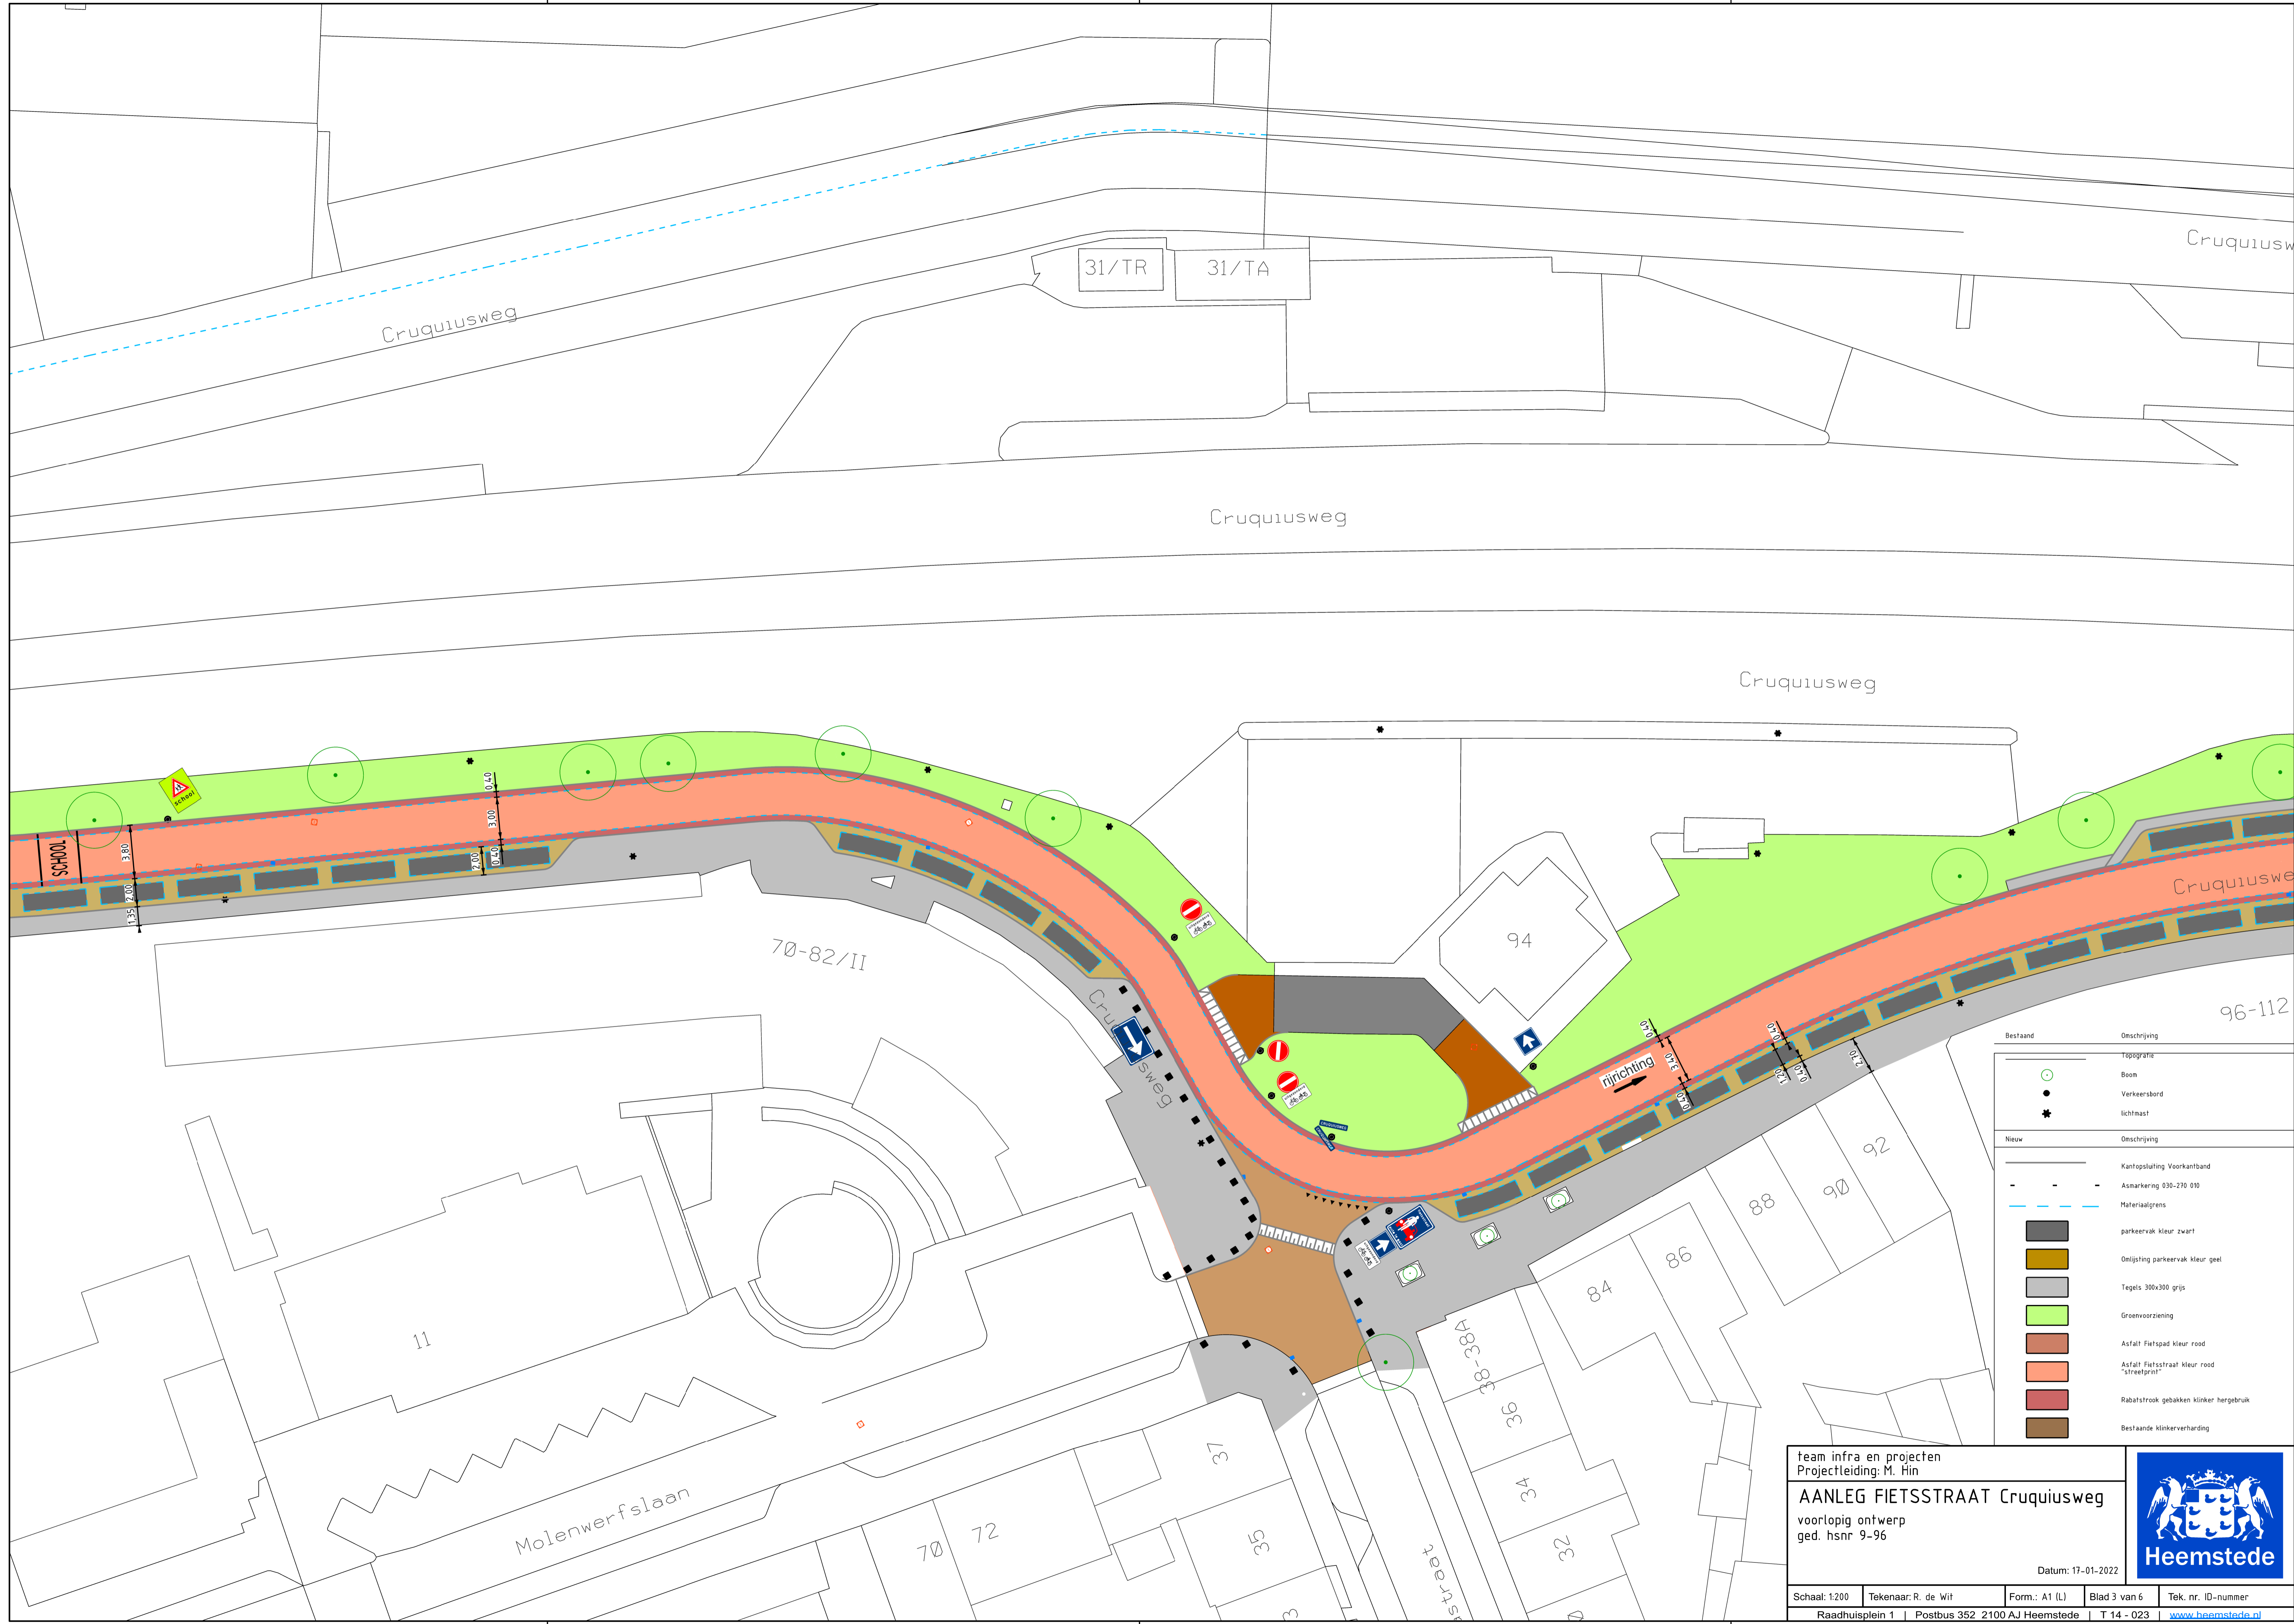 Cruquiusw
31/TR
31/TA
Cruquiusweg
Cruquiusweg
Cruquiusweg
school
SCHOOL
3,80
2,00
1,35
0,40
3,00
2,00
0,40
70-82/II
Cruquiusweg
94
rijrichting
0,40
3,40
0,40
0,40
1,20
0,40
2,70
Cruquiuswe
96-112
92
90
88
86
84
38-38A
36
34
32
37
35
11
70
72
Molenwerfslaan
straat
Bestaand Omschrijving
Topografie
Boom
Verkeersbord
lichtmast
Nieuw Omschrijving
Kantopsluiting Voorkantband
Asmarkering 030-270 010
Materiaalgrens
parkeervak kleur zwart
Omlijsting parkeervak kleur geel
Tegels 300x300 grijs
Groenvoorziening
Asfalt Fietspad kleur rood
Asfalt Fietsstraat kleur rood
"streetprint"
Rabatstrook gebakken klinker hergebruik
Bestaande klinkerverharding
team infra en projecten
Projectleiding: M. Hin
AANLEG FIETSSTRAAT Cruquiusweg
voorlopig ontwerp
ged. hsnr 9-96
Datum: 17-01-2022
Heemstede
Schaal: 1:200 Tekenaar: R. de Wit Form.: A1 (L) Blad 3 van 6 Tek. nr. ID-nummer
Raadhuisplein 1 | Postbus 352 2100 AJ Heemstede | T 14 - 023 | www.heemstede.nl